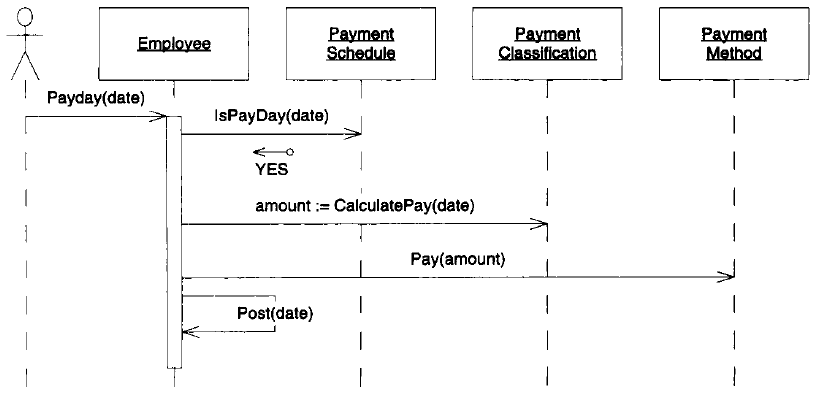 Employee
Payment
Schedule
Payment
Classification
Payment
Method
Payday(date)
IsPayDay(date)
YES
amount := CalculatePay(date)
Pay(amount)
Post(date)